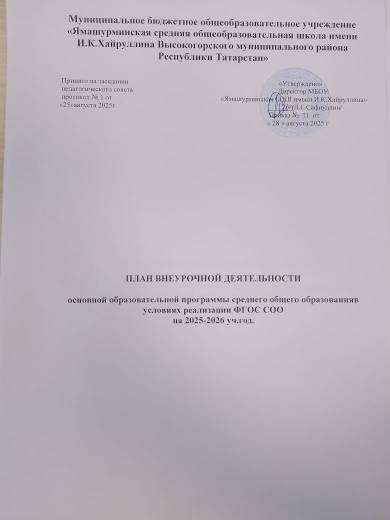 Муниципальное бюджетное общеобразовательное учреждение
«Ямашурминская средняя общеобразовательная школа имени
И.К.Хайруллина Высокогорского муниципального района
Республики Татарстан»
Принято на заседании
педагогического совета
протокол № 1 от
«25»августа 2025г
«Утверждено»
Директор МБОУ
«Ямашурминская СОШ имени И.К.Хайруллина»
/Л.Г.Сафиуллин/
Приказ № 11 от
« 28 » августа 2025 г
ПЛАН ВНЕУРОЧНОЙ ДЕЯТЕЛЬНОСТИ
основной образовательной программы среднего общего образованияв
условиях реализации ФГОС СОО
на 2025-2026 уч.год.